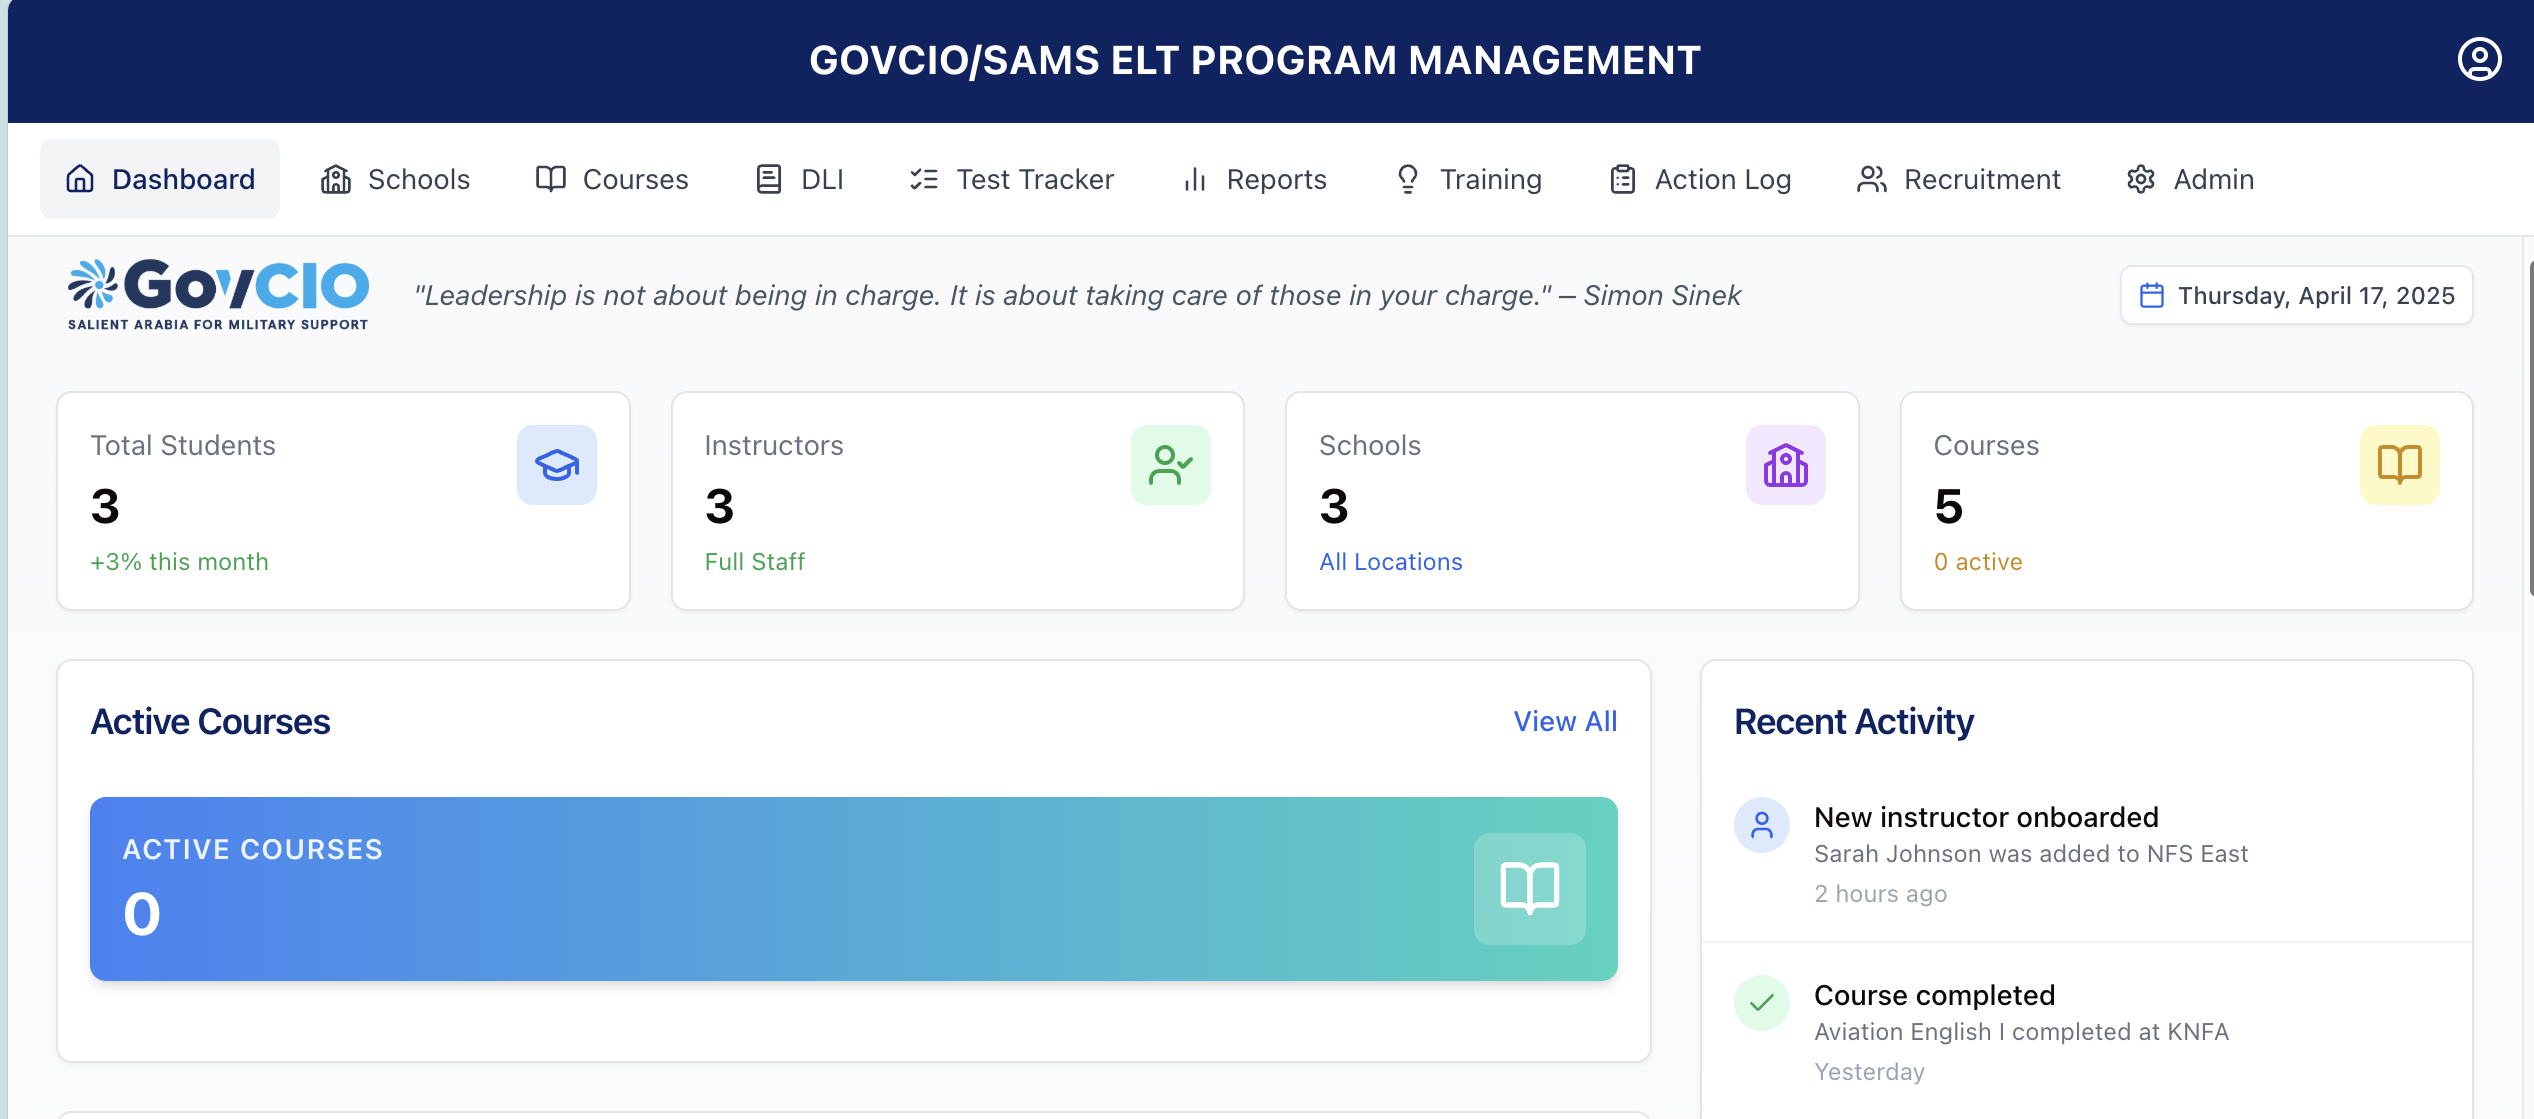 GOVCIO/SAMS ELT PROGRAM MANAGEMENT
Dashboard
Schools
Courses
DLI
Test Tracker
Reports
Training
Action Log
Recruitment
Admin
GovCIO
SALIENT ARABIA FOR MILITARY SUPPORT
"Leadership is not about being in charge. It is about taking care of those in your charge." — Simon Sinek
Thursday, April 17, 2025
Total Students
3
+3% this month
Instructors
3
Full Staff
Schools
3
All Locations
Courses
5
0 active
Active Courses
View All
ACTIVE COURSES
0
Recent Activity
New instructor onboarded
Sarah Johnson was added to NFS East
2 hours ago
Course completed
Aviation English I completed at KNFA
Yesterday